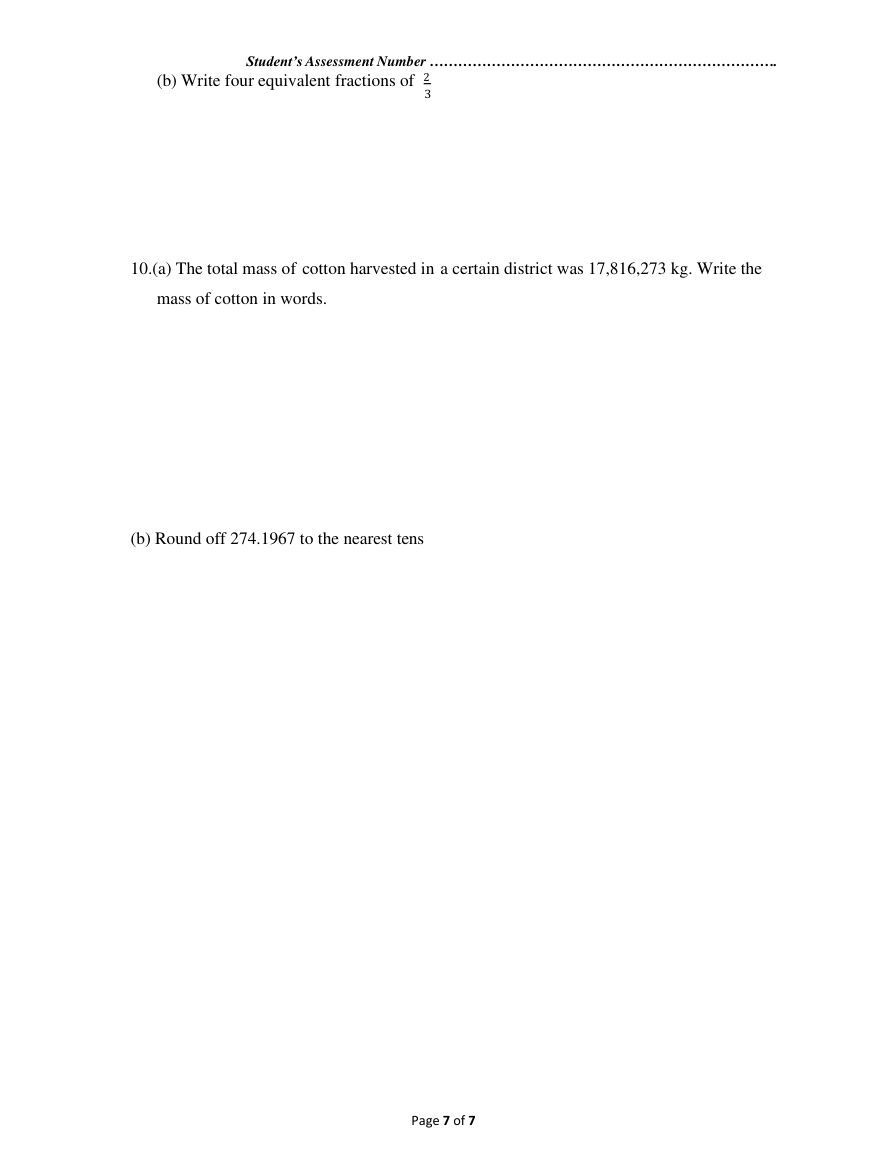 Student's Assessment Number ……………………………………………………………….
(b) Write four equivalent fractions of 2/3
10.(a) The total mass of cotton harvested in a certain district was 17,816,273 kg. Write the
mass of cotton in words.
(b) Round off 274.1967 to the nearest tens
Page 7 of 7